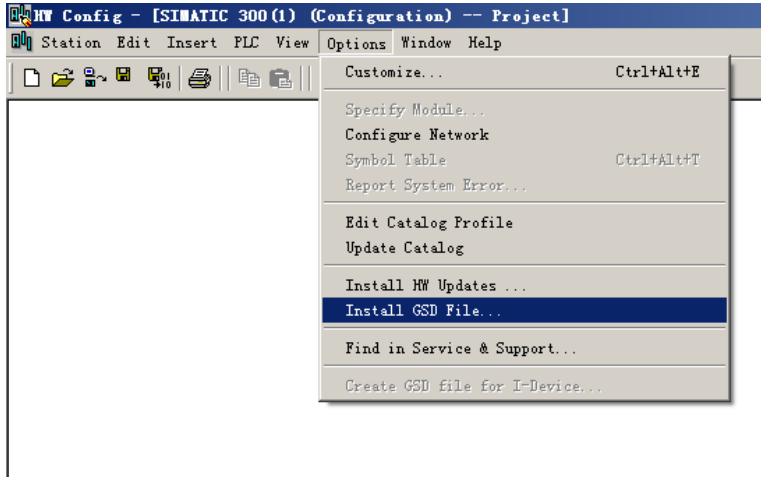 HW Config - [SIMATIC 300(1) (Configuration) -- Project]
Station Edit Insert PLC View Options Window Help
Customize... Ctrl+Alt+E
Specify Module...
Configure Network
Symbol Table Ctrl+Alt+T
Report System Error...
Edit Catalog Profile
Update Catalog
Install HW Updates ...
Install GSD File...
Find in Service & Support...
Create GSD file for I-Device...